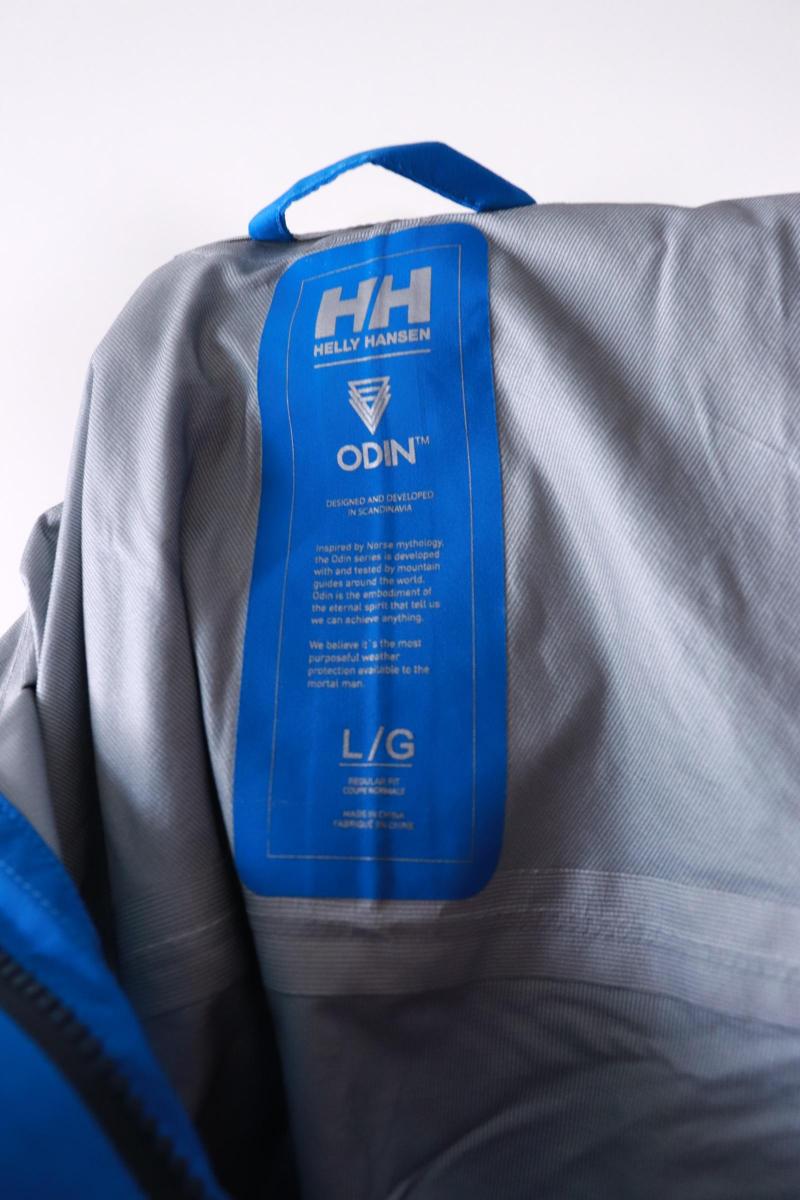 HH
HELLY HANSEN
ODIN™
DESIGNED AND DEVELOPED
IN SCANDINAVIA
Inspired by Norse mythology,
the Odin series is developed
with and tested by mountain
guides around the world.
Odin is the embodiment of
the eternal spirit that tell us
we can achieve anything.
We believe it`s the most
purposeful weather
protection available to the
mortal man.
L/G
REGULAR FIT
COUPE NORMALE
MADE IN CHINA
FABRIQUÉ EN CHINE